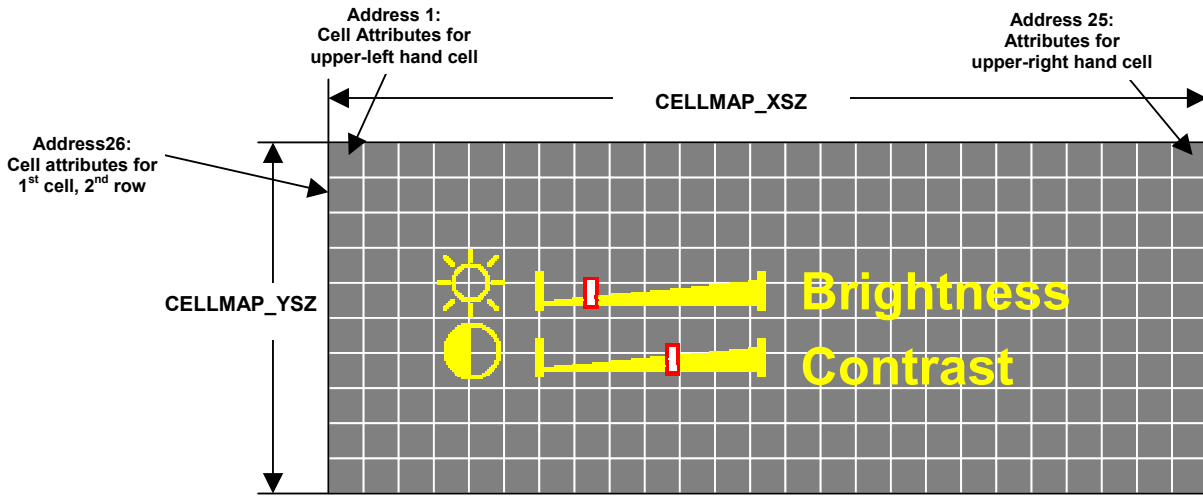 Address 1:
Cell Attributes for
upper-left hand cell
Address 25:
Attributes for
upper-right hand cell
CELLMAP_XSZ
Address26:
Cell attributes for
1st cell, 2nd row
CELLMAP_YSZ
Brightness
Contrast